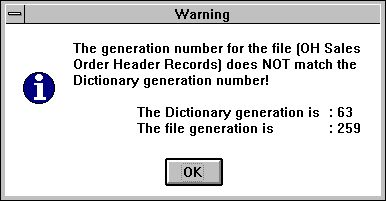 Warning
The generation number for the file (OH Sales
Order Header Records) does NOT match the
Dictionary generation number!
The Dictionary generation is : 63
The file generation is : 259
OK